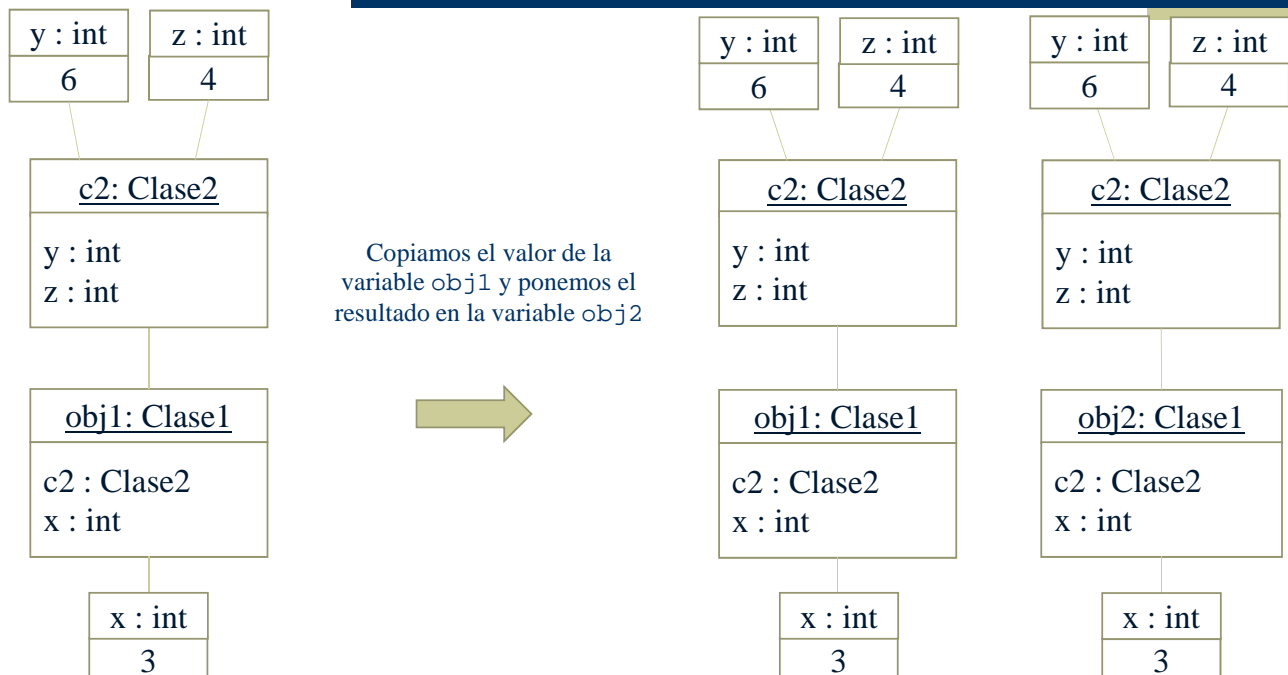 y : int
6
z : int
4
c2: Clase2
y : int
z : int
obj1: Clase1
c2 : Clase2
x : int
x : int
3
Copiamos el valor de la
variable obj1 y ponemos el
resultado en la variable obj2
y : int
6
z : int
4
c2: Clase2
y : int
z : int
obj1: Clase1
c2 : Clase2
x : int
x : int
3
y : int
6
z : int
4
c2: Clase2
y : int
z : int
obj2: Clase1
c2 : Clase2
x : int
x : int
3